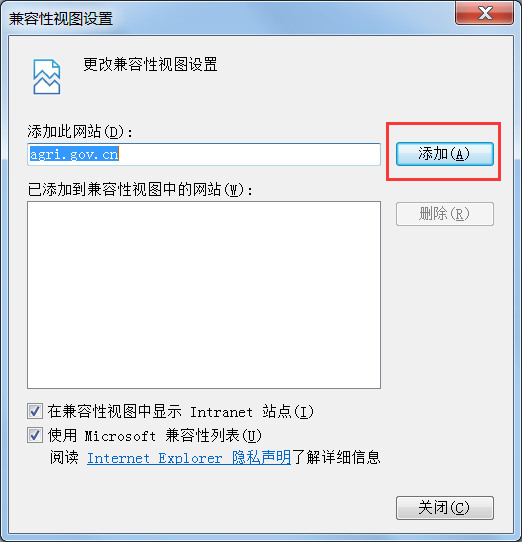 兼容性视图设置
更改兼容性视图设置
添加此网站(D):
agri.gov.cn
添加(A)
已添加到兼容性视图中的网站(W):
删除(R)
在兼容性视图中显示 Intranet 站点(I)
使用 Microsoft 兼容性列表(U)
阅读 Internet Explorer 隐私声明了解详细信息
关闭(C)